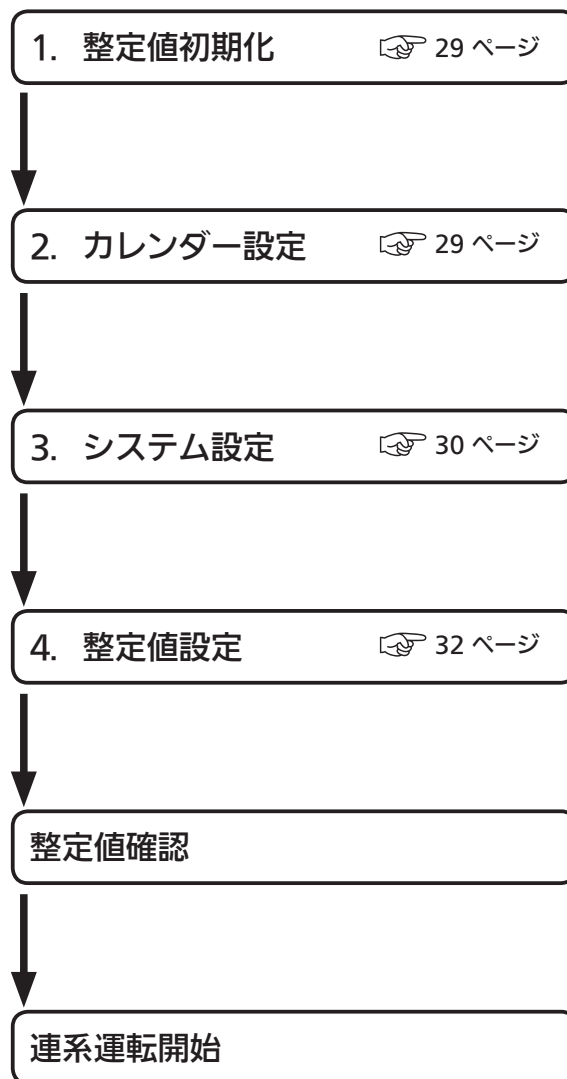 1. 整定値初期化 ☞ 29 ページ
2. カレンダー設定 ☞ 29 ページ
3. システム設定 ☞ 30 ページ
4. 整定値設定 ☞ 32 ページ
整定値確認
連系運転開始